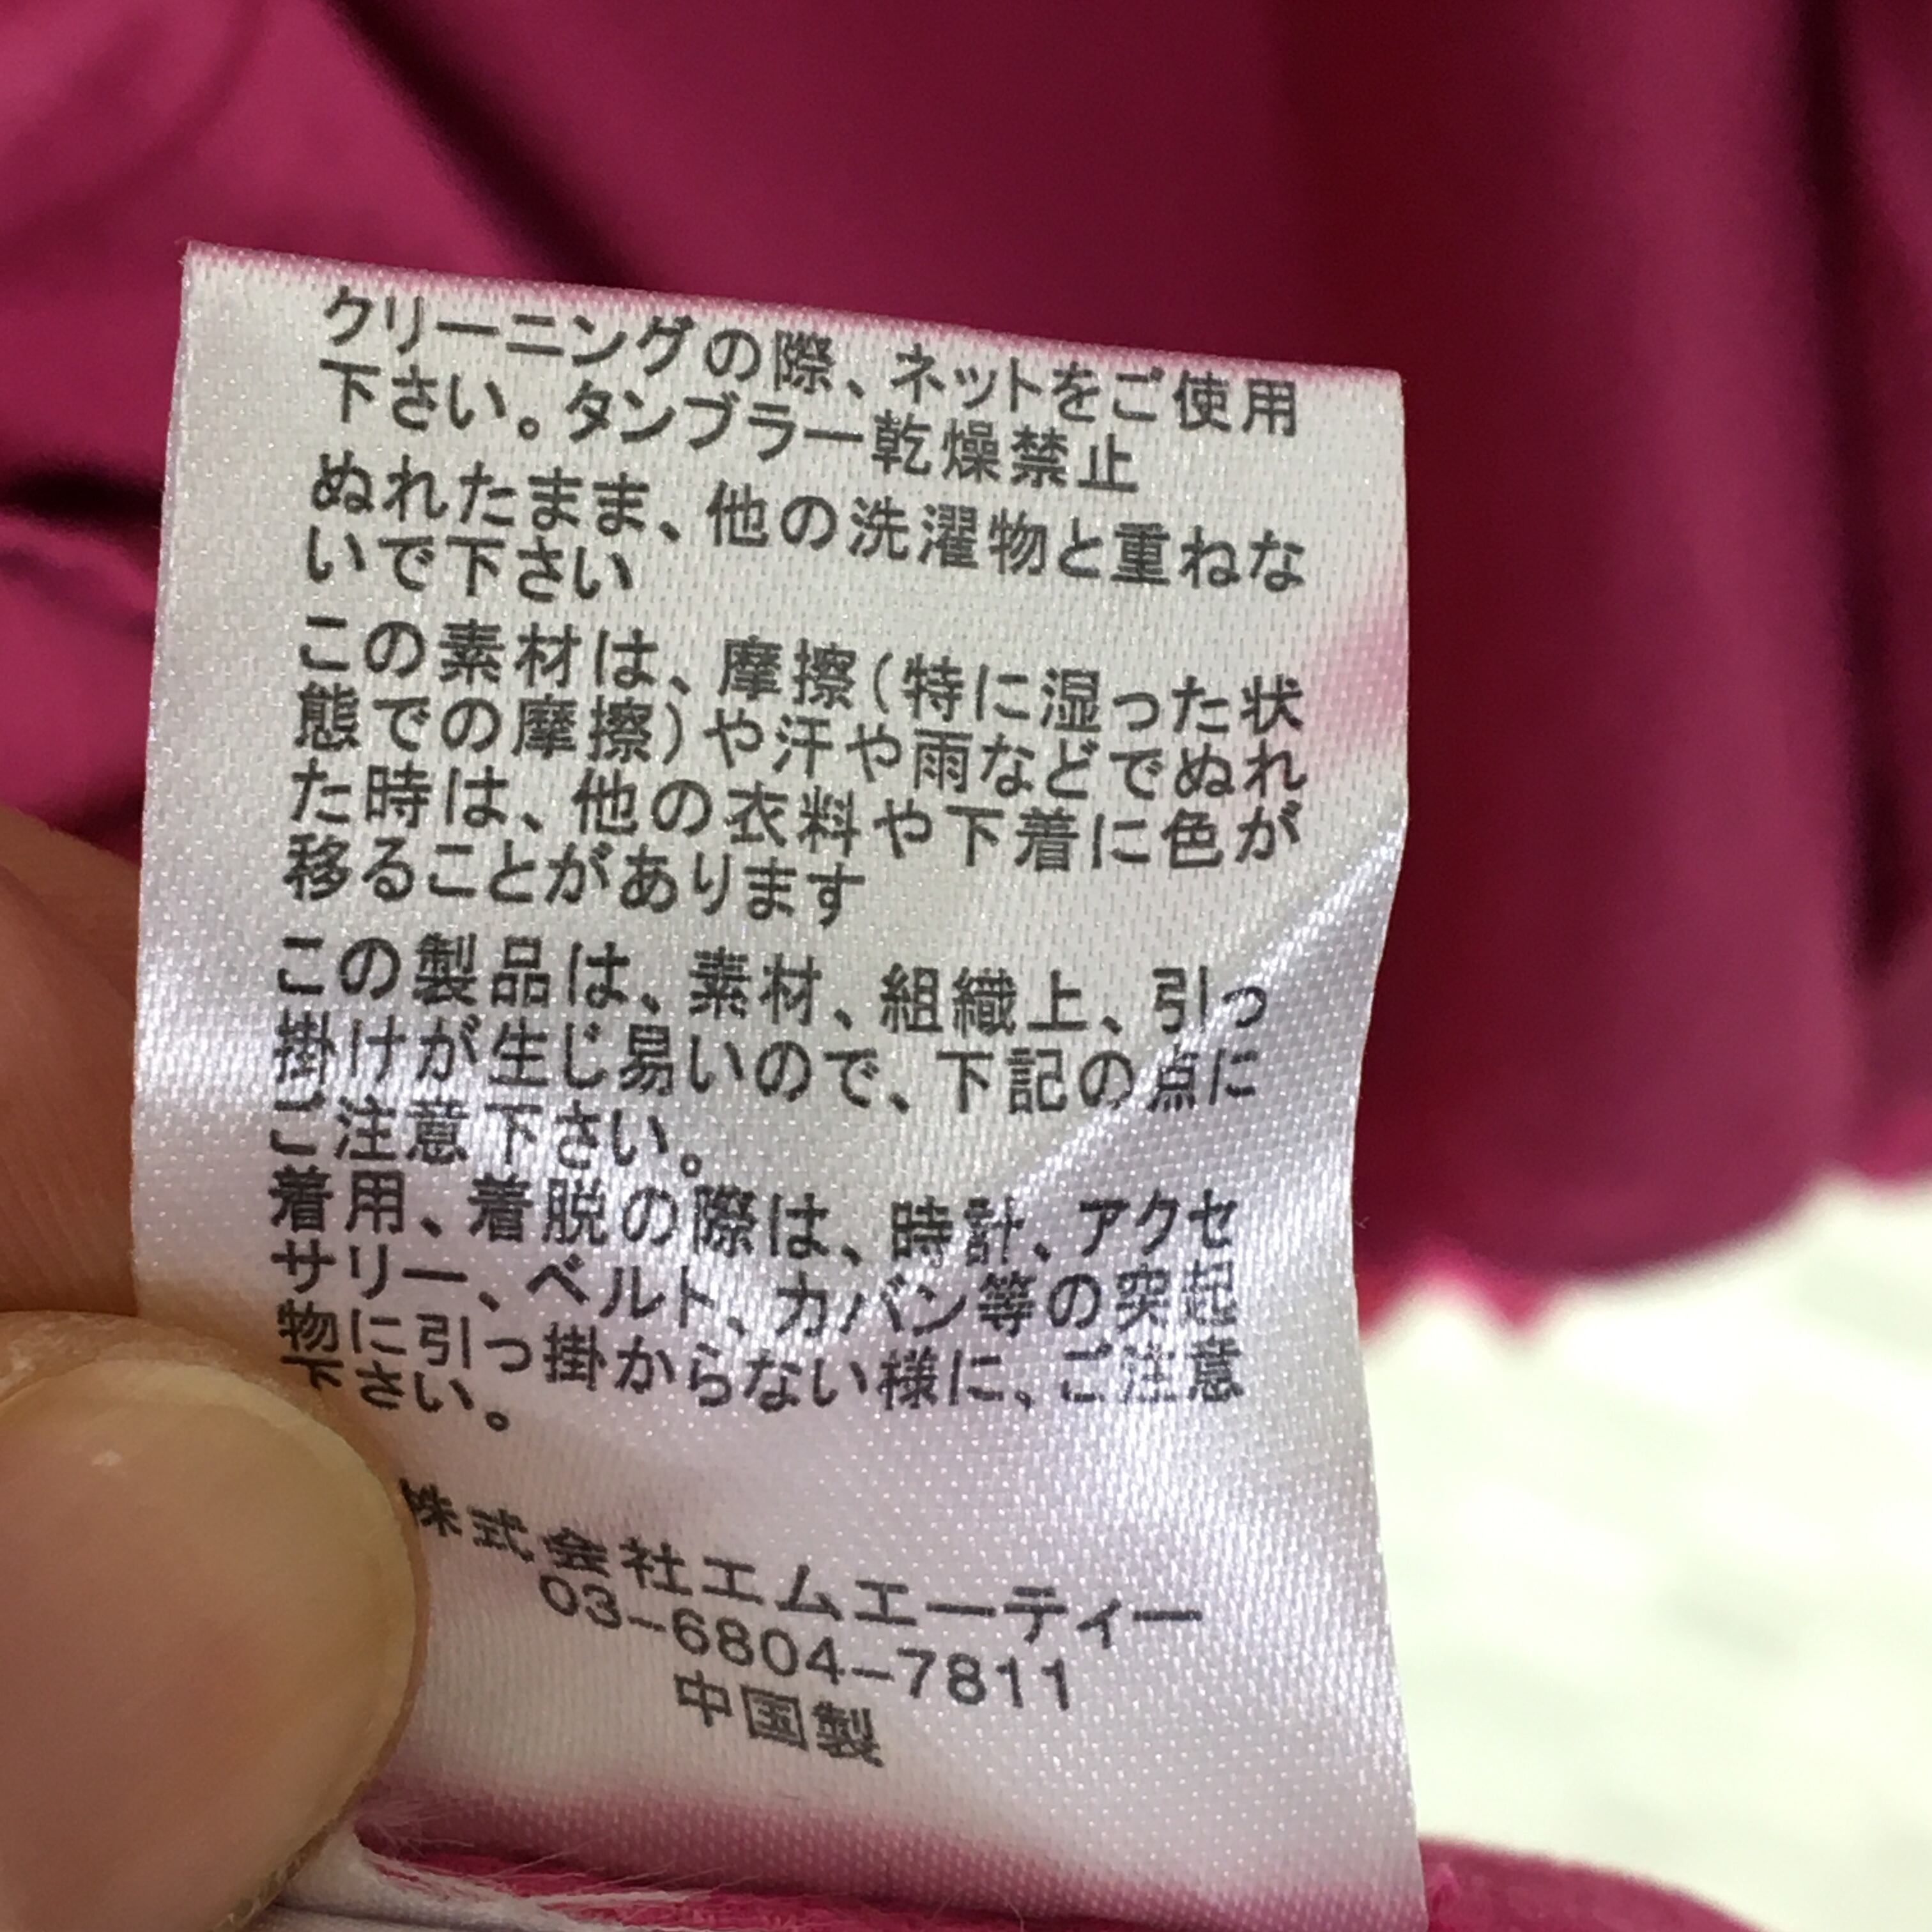 クリーニングの際、ネットをご使用
下さい。タンブラー乾燥禁止
ぬれたまま、他の洗濯物と重ねな
いで下さい
この素材は、摩擦(特に湿った状
態での摩擦)や汗や雨などでぬれ
た時は、他の衣料や下着に色が
移ることがあります
この製品は、素材、組織上、引っ
掛けが生じ易いので、下記の点に
ご注意下さい。
着用、着脱の際は、時計、アクセ
サリー、ベルト、カバン等の突起
物に引っ掛からない様に、ご注意
下さい。
株式会社エムエーティー
03-6804-7811
中国製